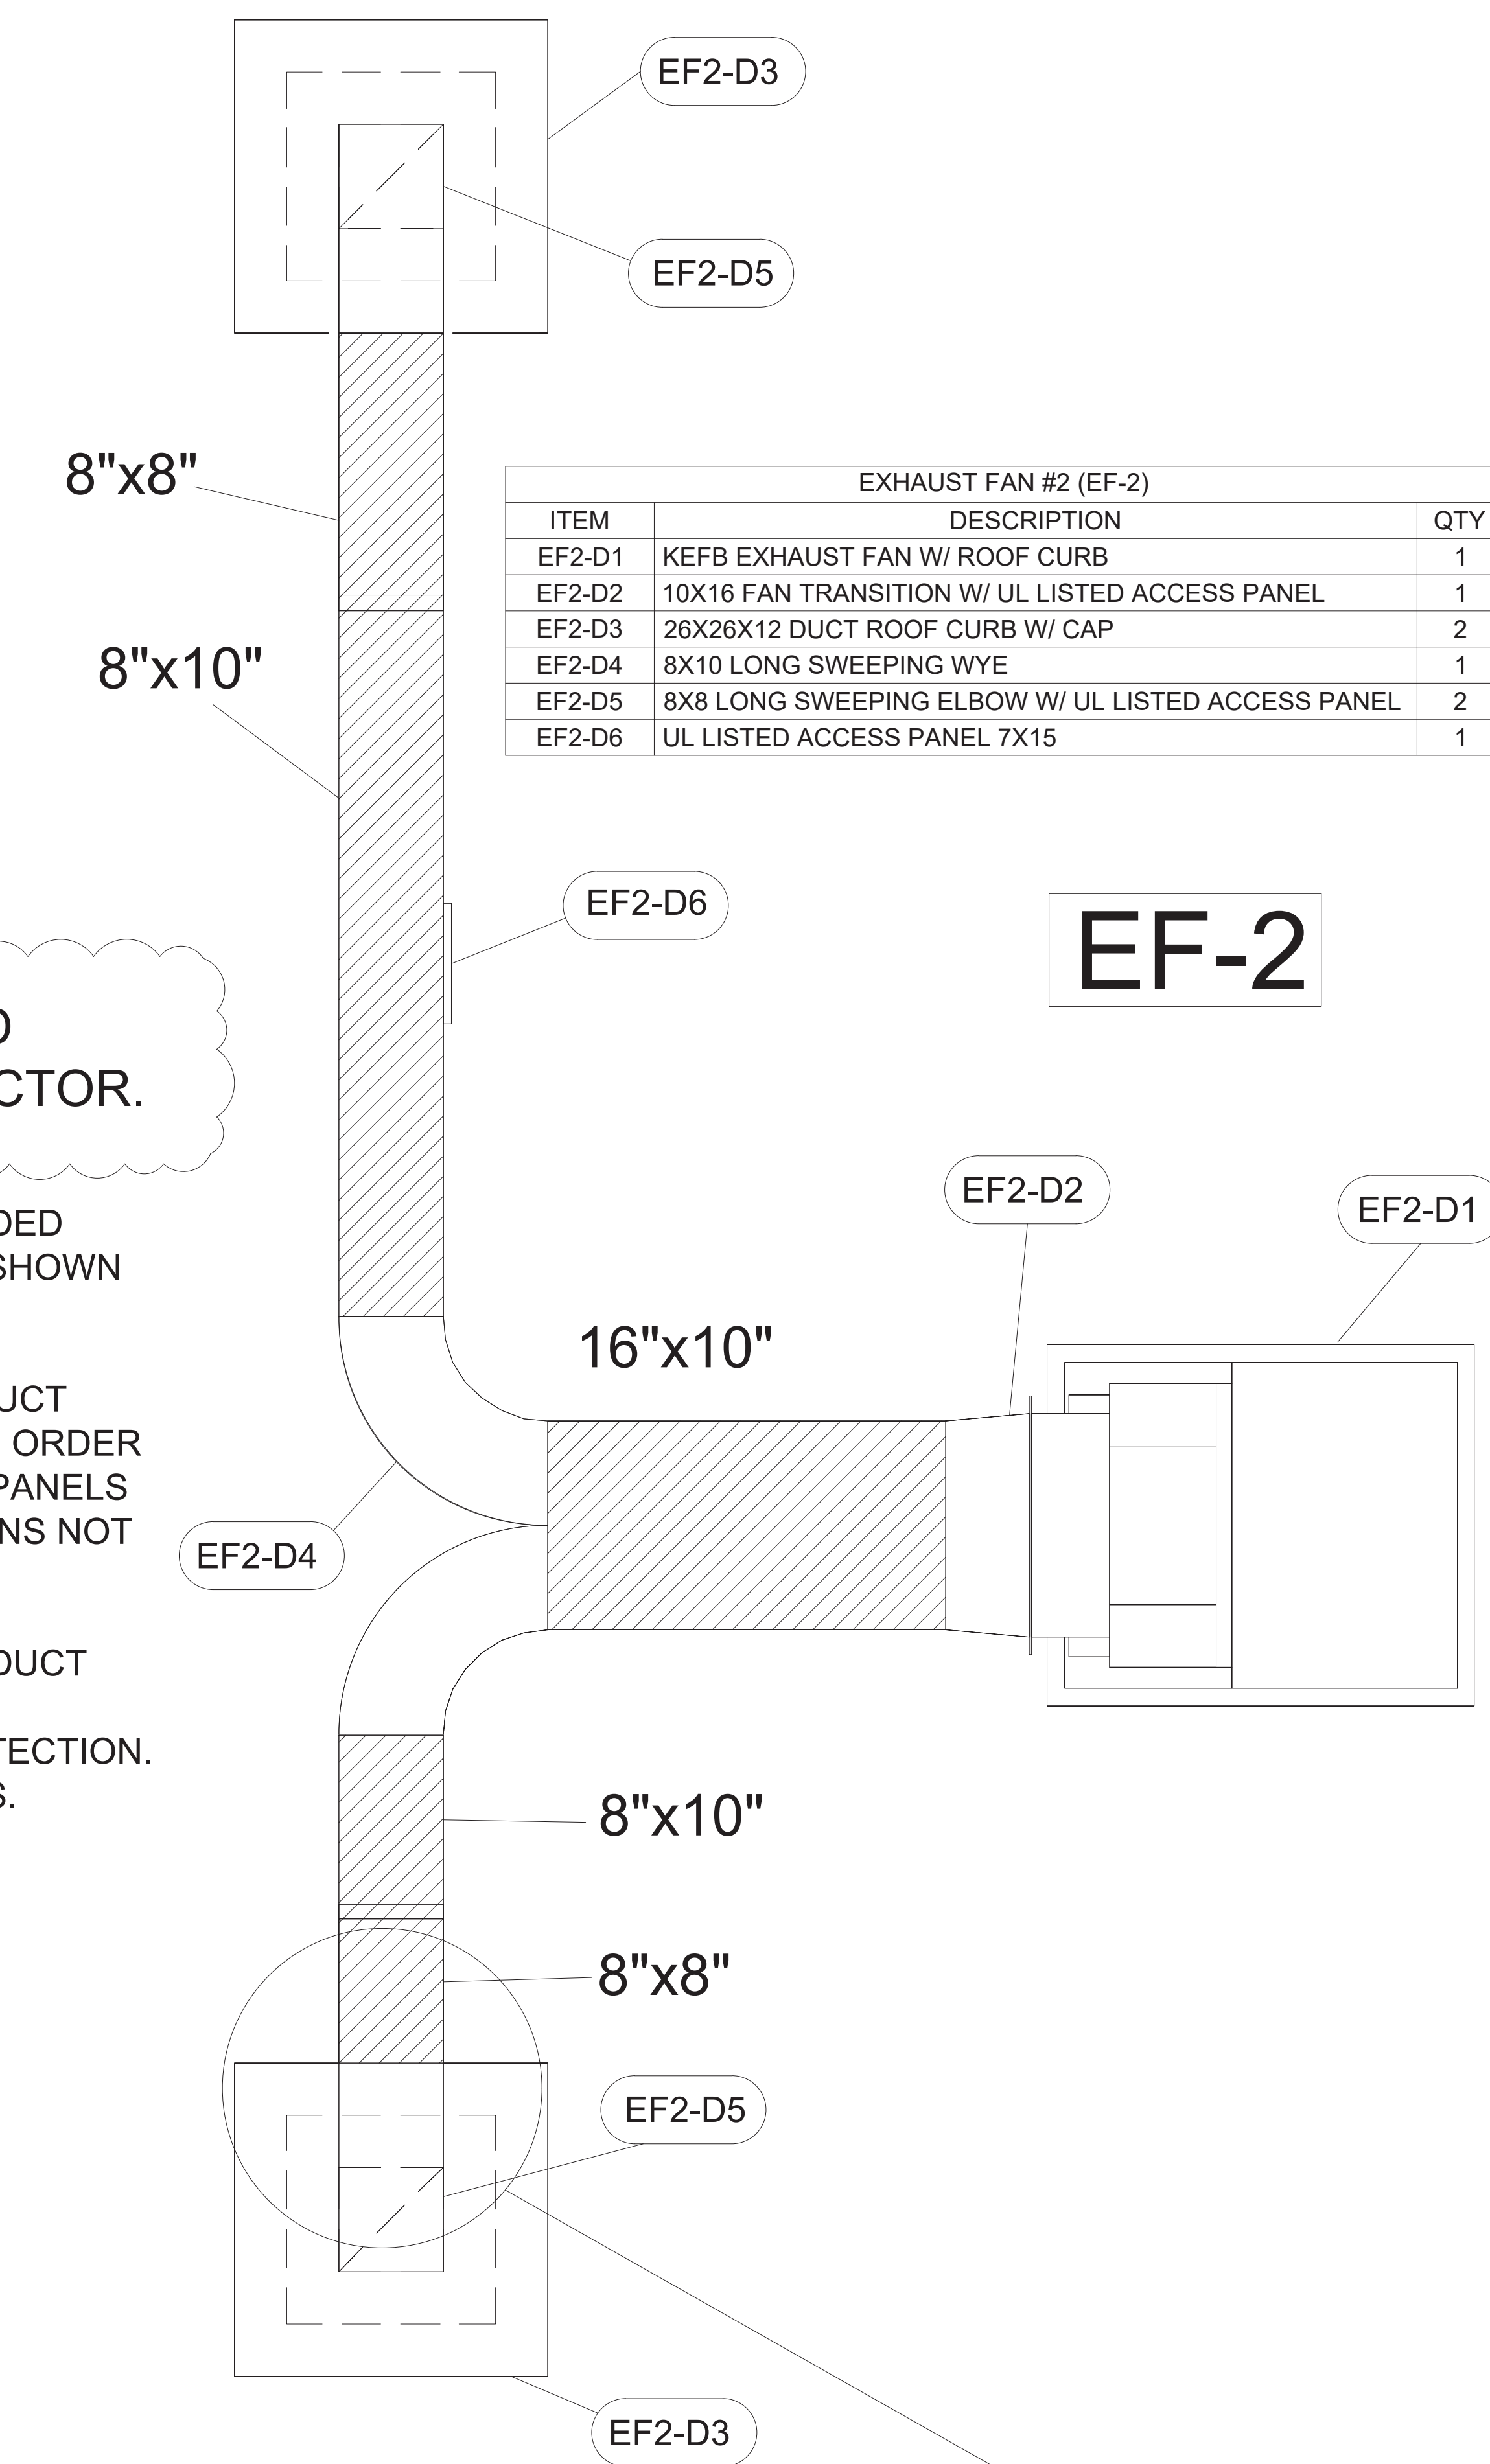 EF2-D3
EF2-D5
8"x8"
EXHAUST FAN #2 (EF-2)
ITEM DESCRIPTION QTY
EF2-D1 KEFB EXHAUST FAN W/ ROOF CURB 1
EF2-D2 10X16 FAN TRANSITION W/ UL LISTED ACCESS PANEL 1
EF2-D3 26X26X12 DUCT ROOF CURB W/ CAP 2
EF2-D4 8X10 LONG SWEEPING WYE 1
EF2-D5 8X8 LONG SWEEPING ELBOW W/ UL LISTED ACCESS PANEL 2
EF2-D6 UL LISTED ACCESS PANEL 7X15 1
8"x10"
EF2-D6
EF-2
CTOR.
DED
SHOWN
EF2-D2
EF2-D1
16"x10"
UCT
ORDER
PANELS
NS NOT
EF2-D4
DUCT
TECTION.
S.
8"x10"
8"x8"
EF2-D5
EF2-D3